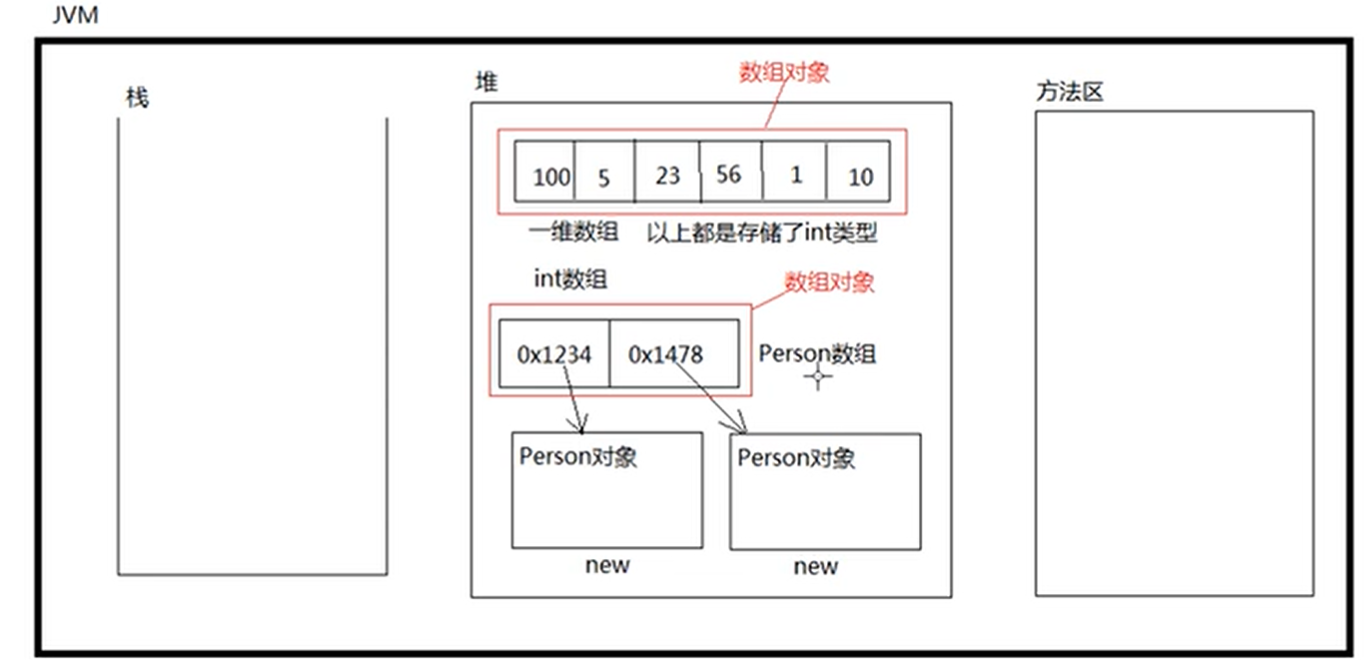 JVM
栈
堆
数组对象
方法区
100 5 23 56 1 10
一维数组 以上都是存储了int类型
int数组
数组对象
0x1234 0x1478
Person数组
Person对象 Person对象
new new